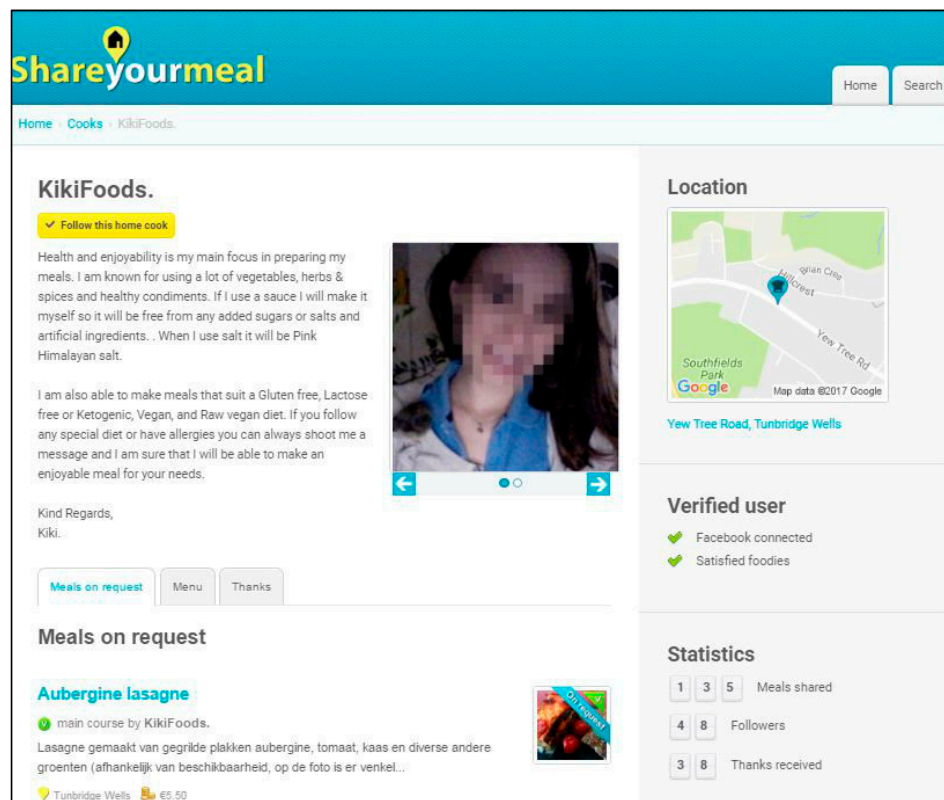 Shareyourmeal
Home
Search
Home
Cooks
KikiFoods.
KikiFoods.
Follow this home cook
Health and enjoyability is my main focus in preparing my
meals. I am known for using a lot of vegetables, herbs &
spices and healthy condiments. If I use a sauce I will make it
myself so it will be free from any added sugars or salts and
artificial ingredients. . When I use salt it will be Pink
Himalayan salt.
I am also able to make meals that suit a Gluten free, Lactose
free or Ketogenic, Vegan, and Raw vegan diet. If you follow
any special diet or have allergies you can always shoot me a
message and I am sure that I will be able to make an
enjoyable meal for your needs.
Kind Regards,
Kiki.
Meals on request
Menu
Thanks
Meals on request
Aubergine lasagne
main course by KikiFoods.
Lasagne gemaakt van gegrilde plakken aubergine, tomaat, kaas en diverse andere
groenten (afhankelijk van beschikbaarheid, op de foto is er venkel...
Tunbridge Wells €5.50
On request
Location
Brian Cres
Hillcrest
Yew Tree Rd
Southfields
Park
Google
Map data ©2017 Google
Yew Tree Road, Tunbridge Wells
Verified user
Facebook connected
Satisfied foodies
Statistics
1 3 5 Meals shared
4 8 Followers
3 8 Thanks received